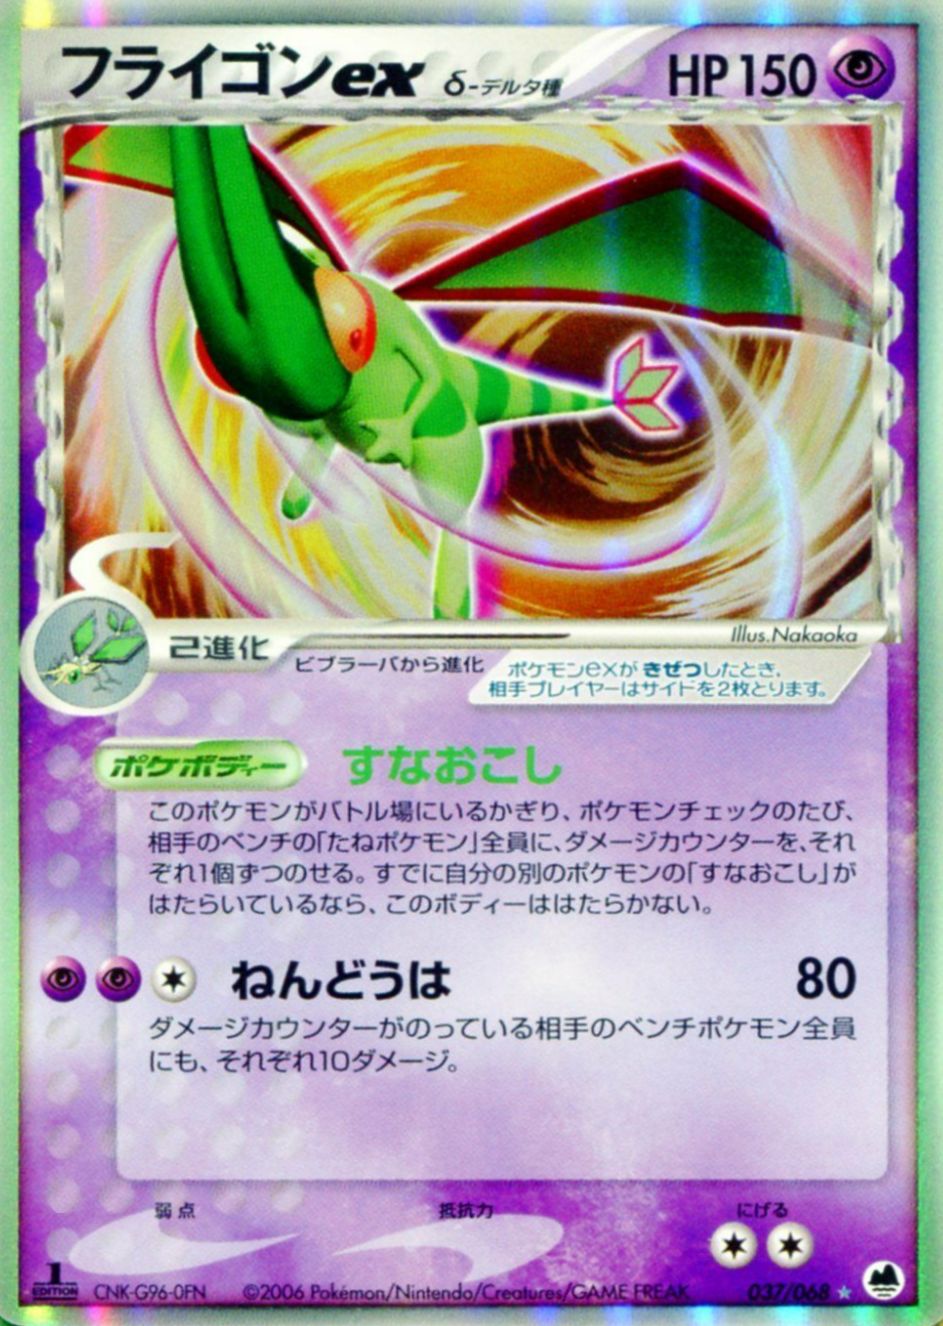 フライゴンex δ-デルタ種 HP150
Illus.Nakaoka
2進化 ビブラーバから進化
ポケモンexが きぜつしたとき、
相手プレイヤーはサイドを2枚とります。
ポケボディー すなおこし
このポケモンがバトル場にいるかぎり、ポケモンチェックのたび、
相手のベンチの「たねポケモン」全員に、ダメージカウンターを、それ
ぞれ1個ずつのせる。すでに自分の別のポケモンの「すなおこし」が
はたらいているなら、このボディーははたらかない。
ねんどうは 80
ダメージカウンターがのっている相手のベンチポケモン全員
にも、それぞれ10ダメージ。
弱点 抵抗力 にげる
1 EDITION CNK-G96-0FN ©2006 Pokémon/Nintendo/Creatures/GAME FREAK 037/068 ★